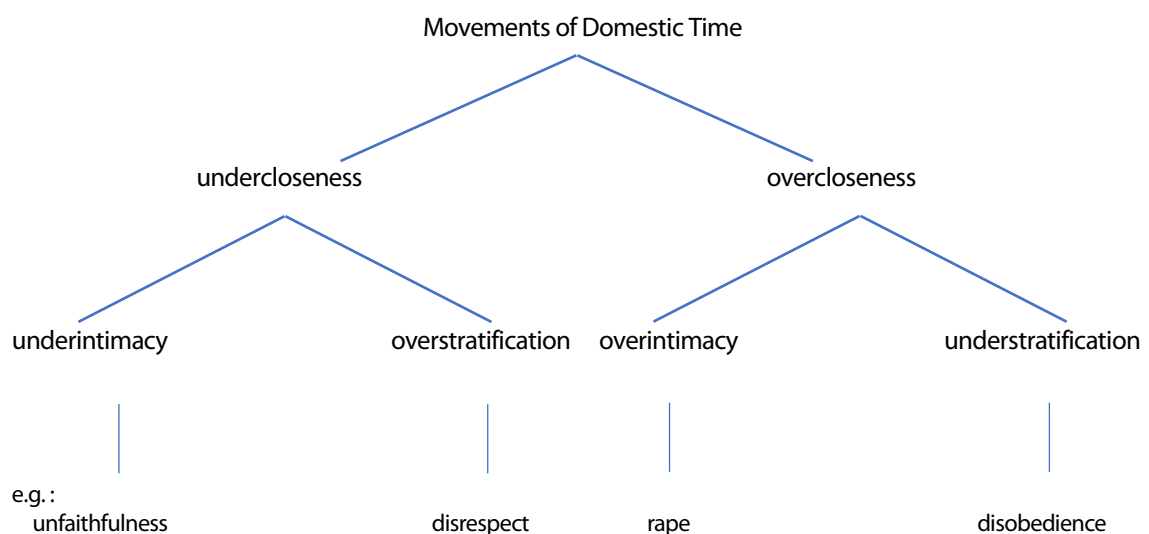 Movements of Domestic Time
undercloseness overcloseness
underintimacy overstratification overintimacy understratification
e.g. :
unfaithfulness disrespect rape disobedience